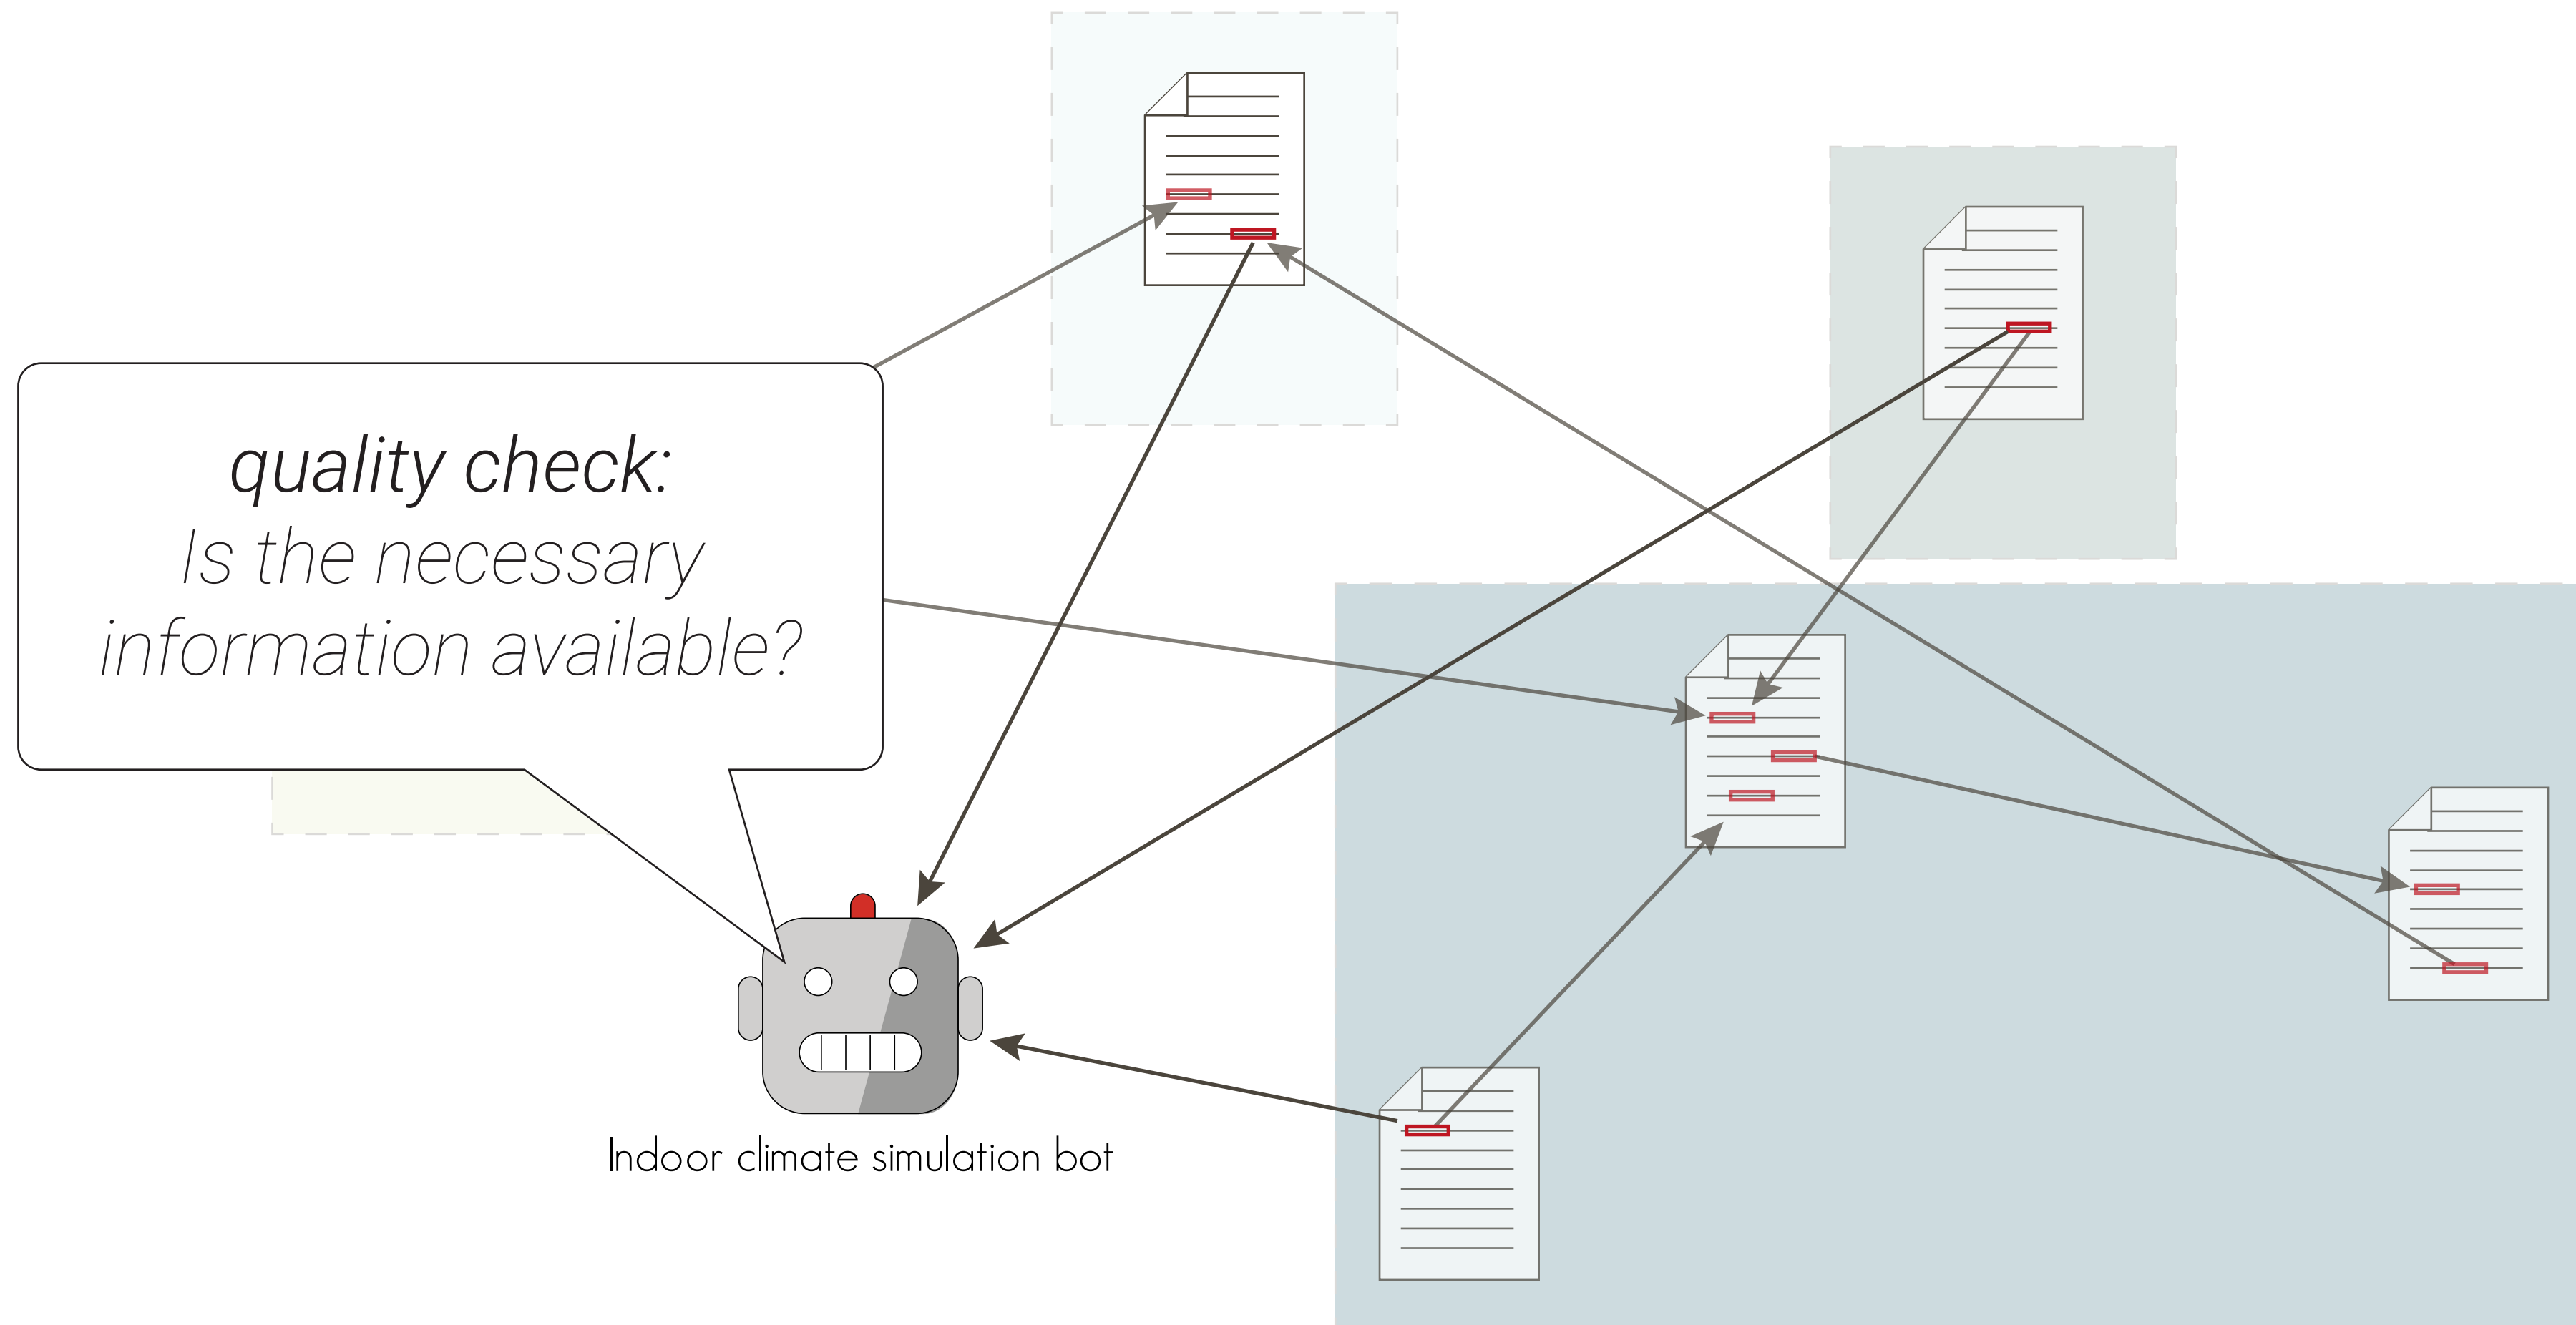 quality check:
Is the necessary
information available?
Indoor climate simulation bot